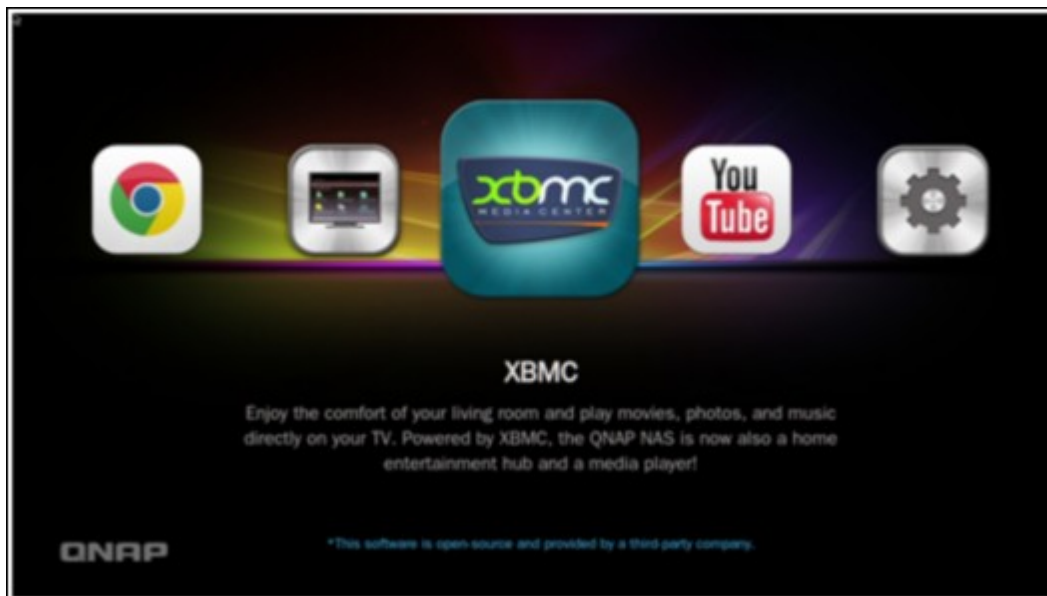 You
Tube
xbmc
MEDIA CENTER
XBMC
Enjoy the comfort of your living room and play movies, photos, and music
directly on your TV. Powered by XBMC, the QNAP NAS is now also a home
entertainment hub and a media player!
*This software is open-source and provided by a third-party company.
QNAP